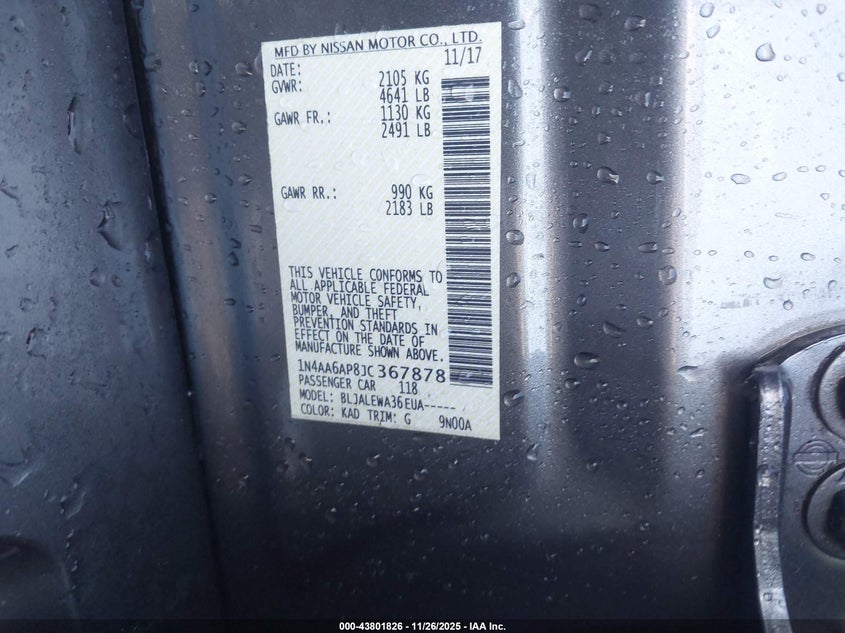 MFD BY NISSAN MOTOR CO., LTD.
DATE: 11/17
GVWR: 2105 KG
4641 LB
GAWR FR.: 1130 KG
2491 LB
GAWR RR.: 990 KG
2183 LB
THIS VEHICLE CONFORMS TO
ALL APPLICABLE FEDERAL
MOTOR VEHICLE SAFETY,
BUMPER, AND THEFT
PREVENTION STANDARDS IN
EFFECT ON THE DATE OF
MANUFACTURE SHOWN ABOVE.
1N4AA6AP8JC367878
PASSENGER CAR 118
MODEL: BLJALEWA36EUA-----
COLOR: KAD TRIM: G 9N00A
000-43801826 - 11/26/2025 - IAA Inc.